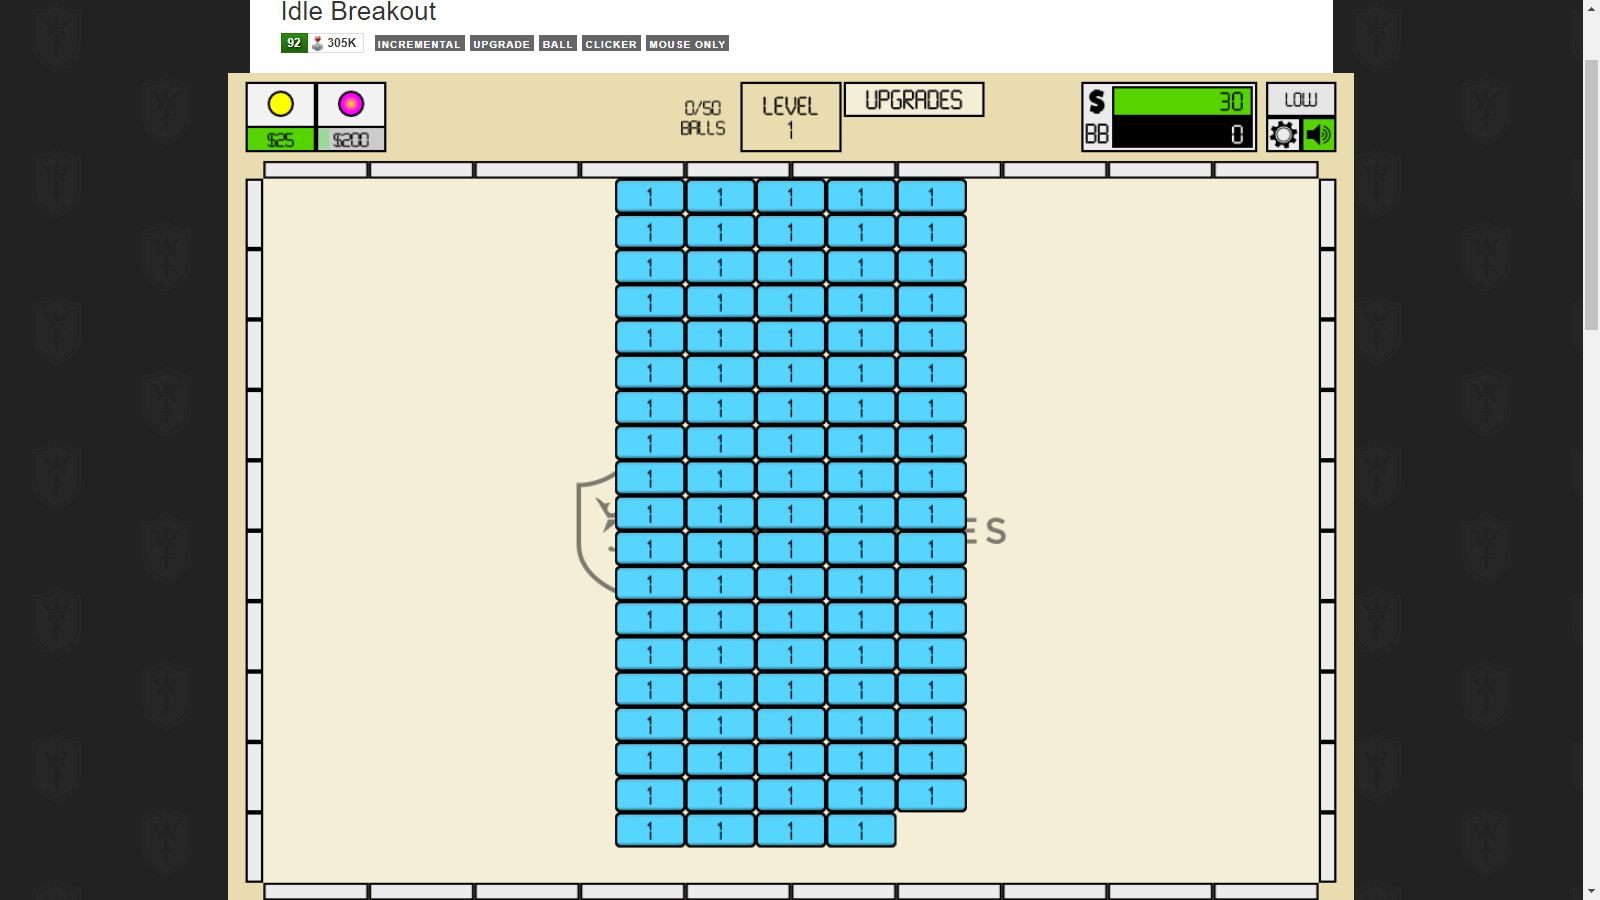 Idle Breakout
92 305K INCREMENTAL UPGRADE BALL CLICKER MOUSE ONLY
$25 $200
0/50
BALLS
LEVEL
1
UPGRADES
$ 30
BB 0
LOW
1 1 1 1 1
1 1 1 1 1
1 1 1 1 1
1 1 1 1 1
1 1 1 1 1
1 1 1 1 1
1 1 1 1 1
1 1 1 1 1
1 1 1 1 1
1 1 1 1 1
ES
1 1 1 1 1
1 1 1 1 1
1 1 1 1 1
1 1 1 1 1
1 1 1 1 1
1 1 1 1 1
1 1 1 1 1
1 1 1 1 1
1 1 1 1